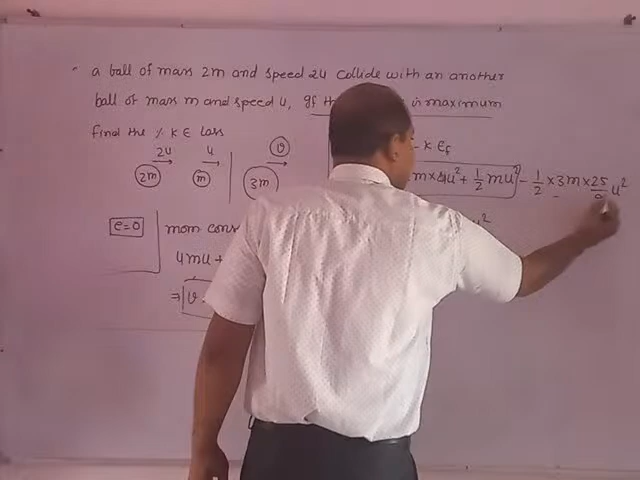 a ball of mass 2m and speed 2u collide with an another
ball of mass m and speed u, If is maximum
find the % K E Loss
2u u v
2m m 3m
- K Ef
m × 4u² + 1/2 mu² - 1/2 × 3m × 25/9 u²
e = 0
mom cons
u²
4mu +
⇒ v